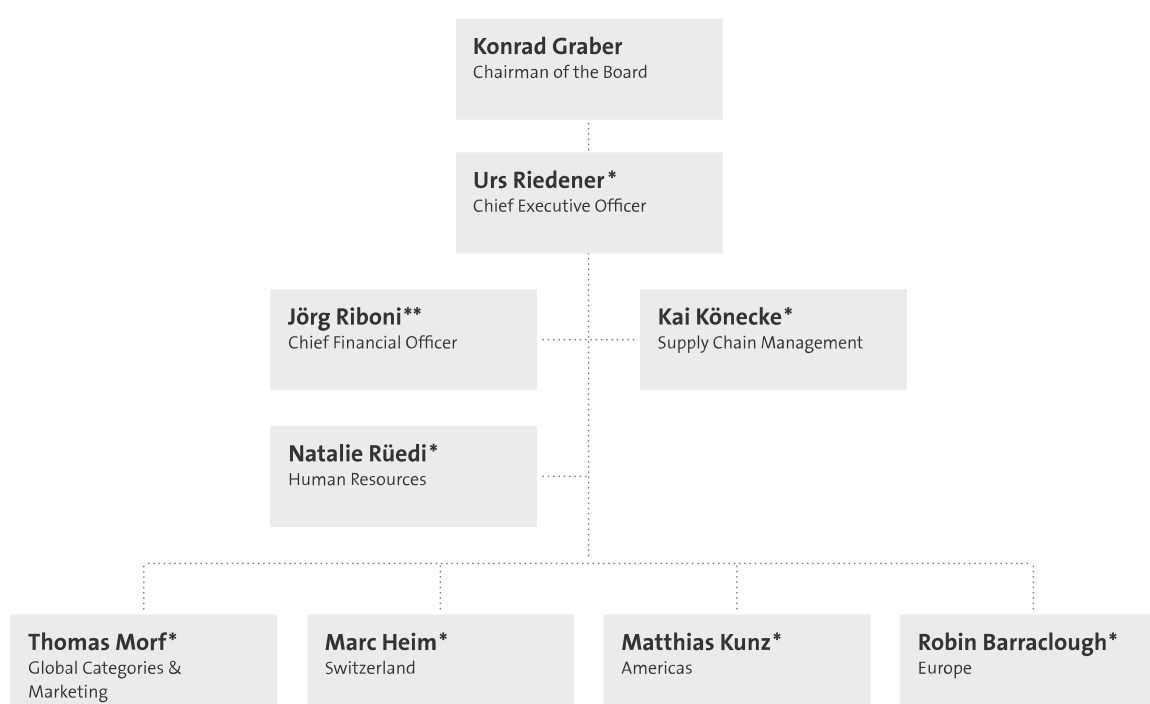 Konrad Graber
Chairman of the Board
Urs Riedener*
Chief Executive Officer
Jörg Riboni**
Chief Financial Officer
Kai Könecke*
Supply Chain Management
Natalie Rüedi*
Human Resources
Thomas Morf*
Global Categories &
Marketing
Marc Heim*
Switzerland
Matthias Kunz*
Americas
Robin Barraclough*
Europe